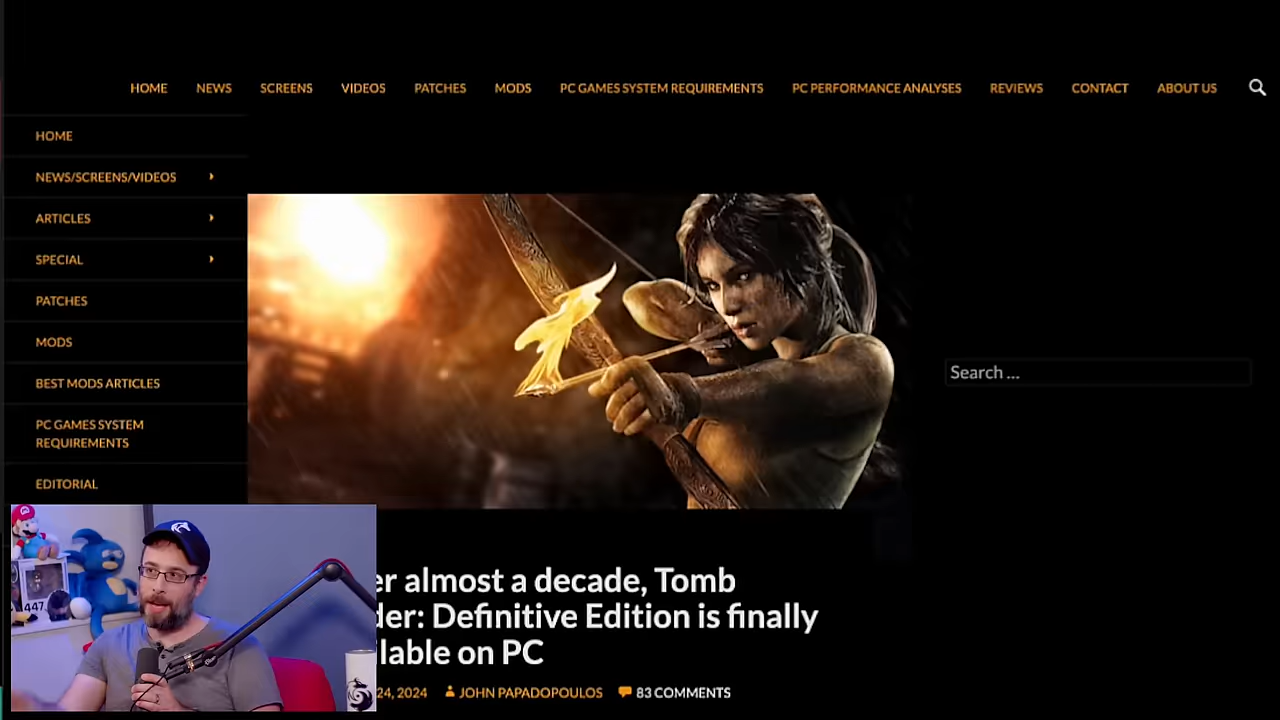 HOME NEWS SCREENS VIDEOS PATCHES MODS PC GAMES SYSTEM REQUIREMENTS PC PERFORMANCE ANALYSES REVIEWS CONTACT ABOUT US
HOME
NEWS/SCREENS/VIDEOS
ARTICLES
SPECIAL
PATCHES
MODS
BEST MODS ARTICLES
PC GAMES SYSTEM
REQUIREMENTS
EDITORIAL
Search ...
447
er almost a decade, Tomb
der: Definitive Edition is finally
lable on PC
24, 2024 JOHN PAPADOPOULOS 83 COMMENTS